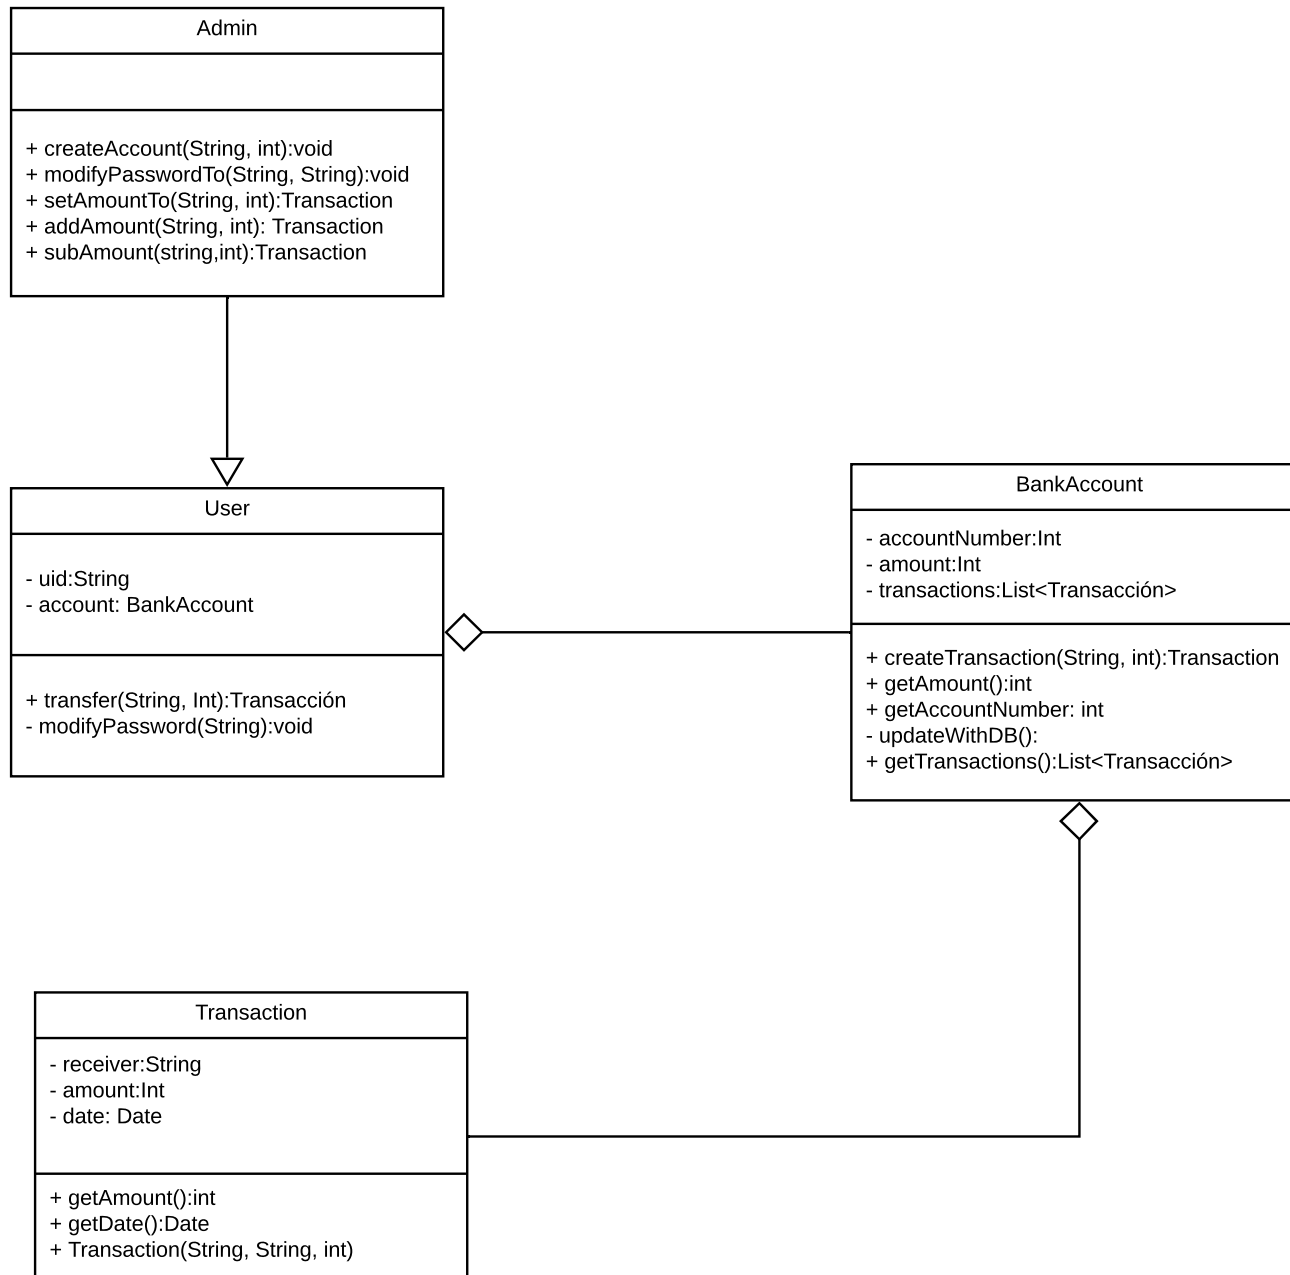 Admin
+ createAccount(String, int):void
+ modifyPasswordTo(String, String):void
+ setAmountTo(String, int):Transaction
+ addAmount(String, int): Transaction
+ subAmount(string,int):Transaction
User
- uid:String
- account: BankAccount
+ transfer(String, Int):Transacción
- modifyPassword(String):void
BankAccount
- accountNumber:Int
- amount:Int
- transactions:List<Transacción>
+ createTransaction(String, int):Transaction
+ getAmount():int
+ getAccountNumber: int
- updateWithDB():
+ getTransactions():List<Transacción>
Transaction
- receiver:String
- amount:Int
- date: Date
+ getAmount():int
+ getDate():Date
+ Transaction(String, String, int)